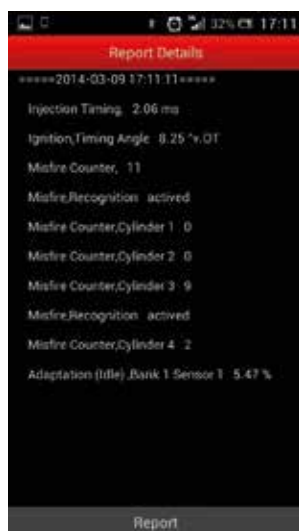 32% 17:11
Report Details
=====2014-03-09 17:11:11=====
Injection Timing, 2.06 ms
Ignition,Timing Angle 8.25 °v.OT
Misfire Counter, 11
Misfire,Recognition actived
Misfire Counter,Cylinder 1 0
Misfire Counter,Cylinder 2 0
Misfire Counter,Cylinder 3 9
Misfire,Recognition actived
Misfire Counter,Cylinder 4 2
Adaptation (Idle) ,Bank 1 Sensor 1 5.47 %
Report